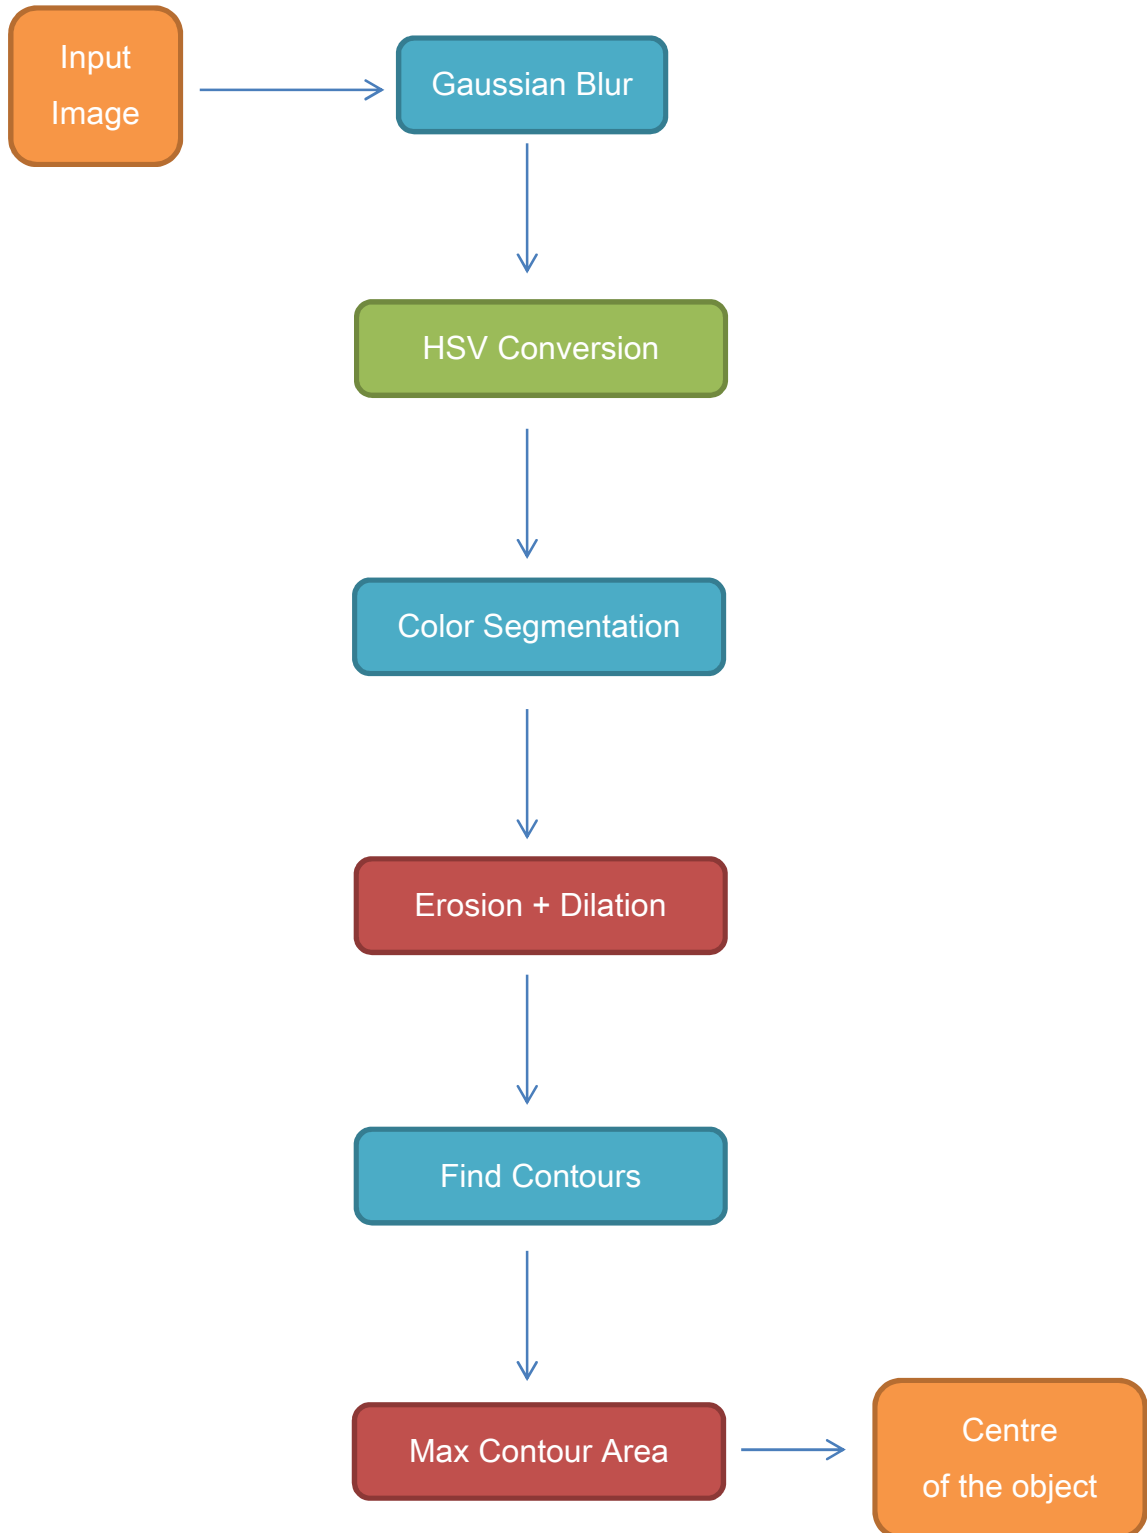 Input
Image
Gaussian Blur
HSV Conversion
Color Segmentation
Erosion + Dilation
Find Contours
Max Contour Area
Centre
of the object